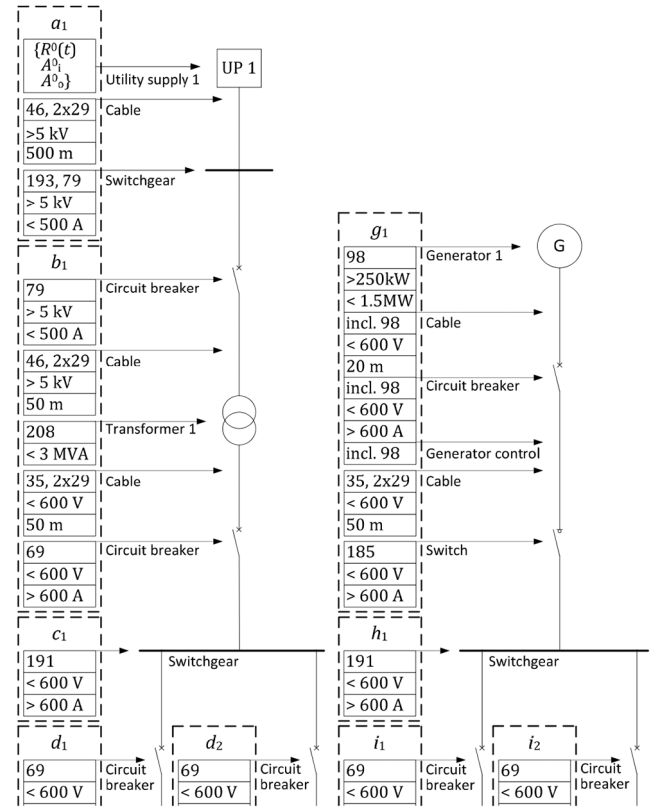 a1
{R⁰(t)
A⁰i
A⁰o}
Utility supply 1
UP 1
46, 2x29
Cable
>5 kV
500 m
193, 79
Switchgear
> 5 kV
< 500 A
b1
79
Circuit breaker
> 5 kV
< 500 A
46, 2x29
Cable
> 5 kV
50 m
208
Transformer 1
< 3 MVA
35, 2x29
Cable
< 600 V
50 m
69
Circuit breaker
< 600 V
> 600 A
c1
191
Switchgear
< 600 V
> 600 A
d1
69
Circuit
breaker
< 600 V
d2
69
Circuit
breaker
< 600 V
g1
98
Generator 1
G
>250kW
< 1.5MW
incl. 98
Cable
< 600 V
20 m
incl. 98
Circuit breaker
< 600 V
> 600 A
incl. 98
Generator control
35, 2x29
Cable
< 600 V
50 m
185
Switch
< 600 V
> 600 A
h1
191
Switchgear
< 600 V
> 600 A
i1
69
Circuit
breaker
< 600 V
i2
69
Circuit
breaker
< 600 V